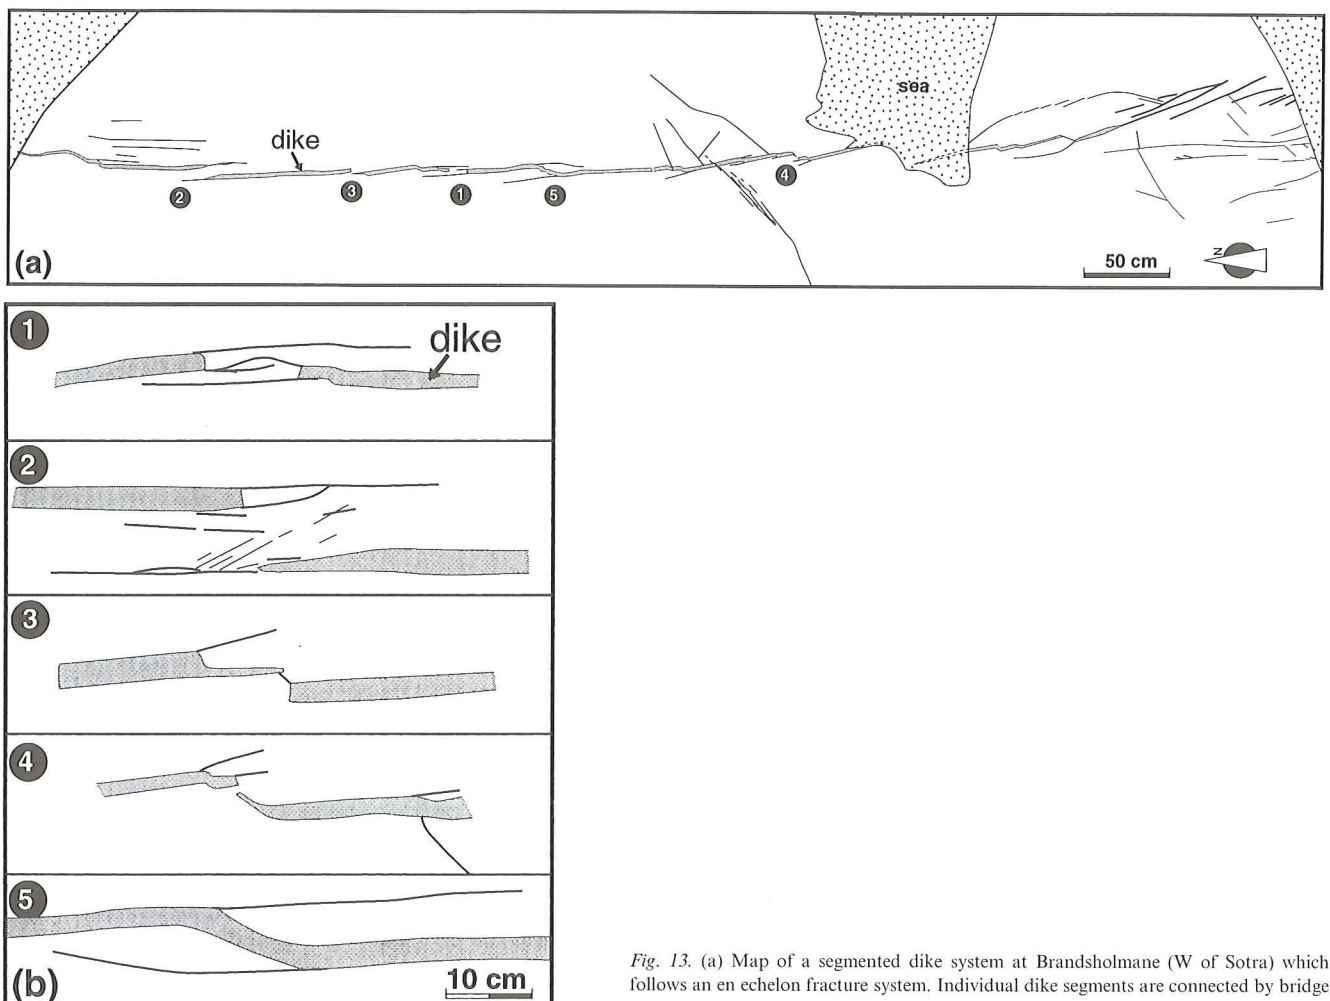 sea
dike
2
3
1
5
4
(a)
50 cm
N
1
dike
2
3
4
5
(b)
10 cm
Fig. 13. (a) Map of a segmented dike system at Brandsholmane (W of Sotra) which
follows an en echelon fracture system. Individual dike segments are connected by bridge